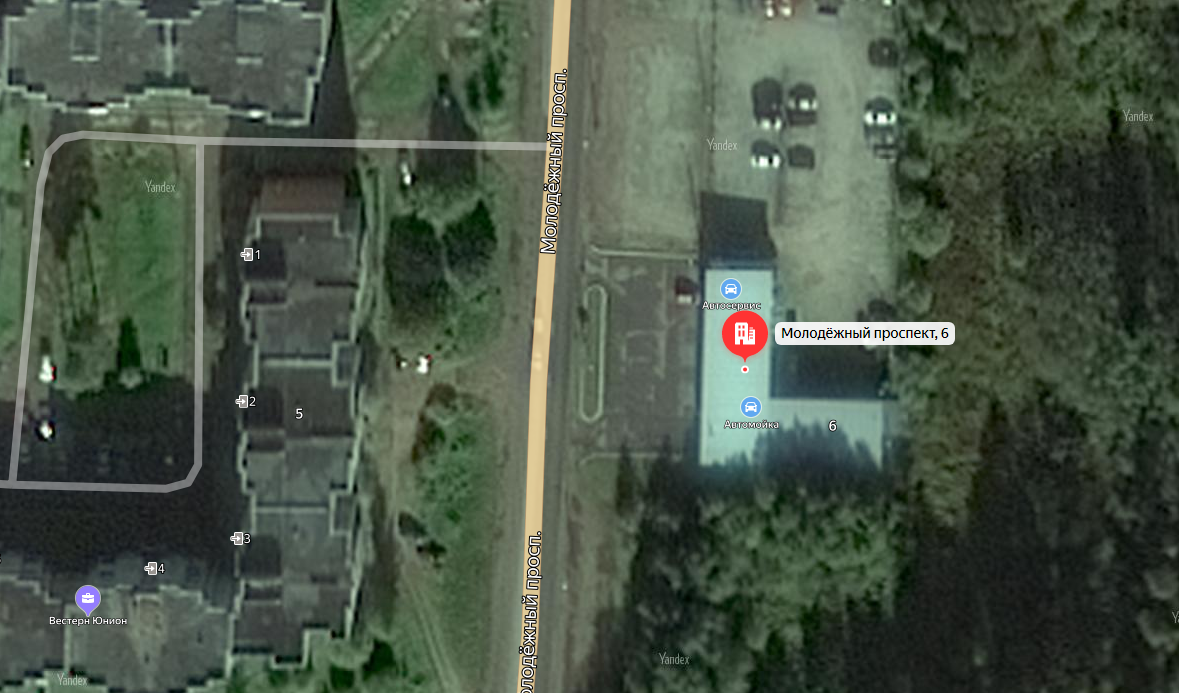 Молодёжный просп.
Yandex
Yandex
Yandex
1
Автосервис
Молодёжный проспект, 6
2
5
Автомойка
6
3
4
Вестерн Юнион
Молодёжный просп.
Yandex
Yandex